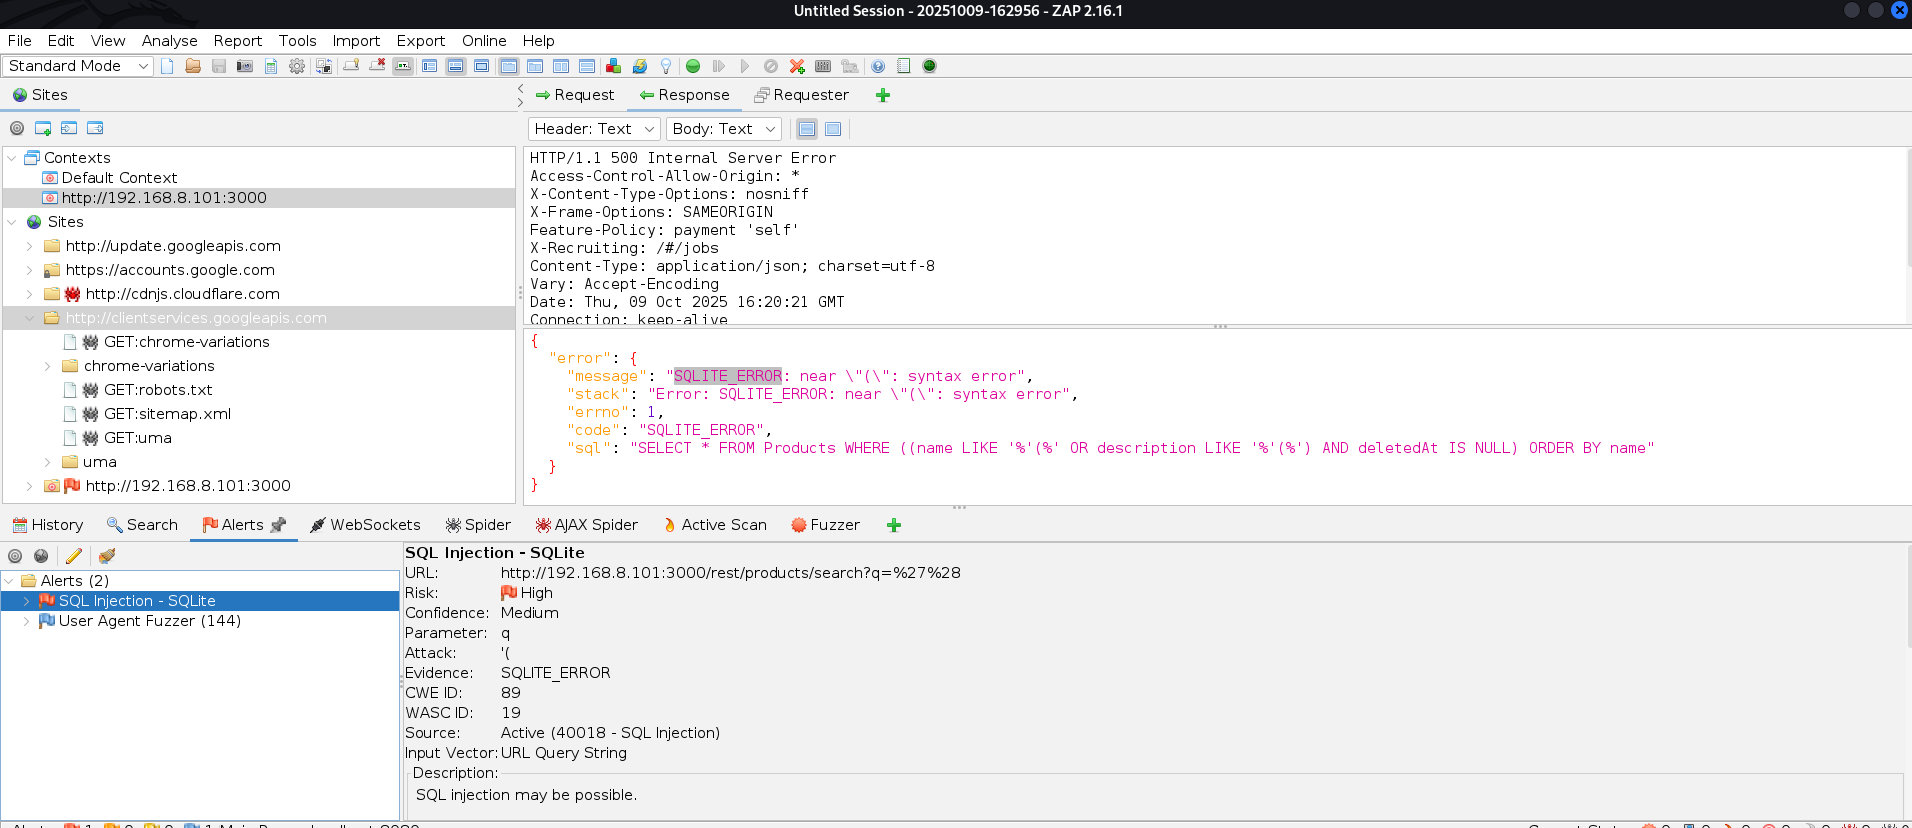 Untitled Session - 20251009-162956 - ZAP 2.16.1
File Edit View Analyse Report Tools Import Export Online Help
Standard Mode
Sites
Request Response Requester
Header: Text Body: Text
Contexts
Default Context
http://192.168.8.101:3000
Sites
http://update.googleapis.com
https://accounts.google.com
http://cdnjs.cloudflare.com
http://clientservices.googleapis.com
GET:chrome-variations
chrome-variations
GET:robots.txt
GET:sitemap.xml
GET:uma
uma
http://192.168.8.101:3000
HTTP/1.1 500 Internal Server Error
Access-Control-Allow-Origin: *
X-Content-Type-Options: nosniff
X-Frame-Options: SAMEORIGIN
Feature-Policy: payment 'self'
X-Recruiting: /#/jobs
Content-Type: application/json; charset=utf-8
Vary: Accept-Encoding
Date: Thu, 09 Oct 2025 16:20:21 GMT
Connection: keep-alive
{
"error": {
"message": "SQLITE_ERROR: near \"(\": syntax error",
"stack": "Error: SQLITE_ERROR: near \"(\": syntax error",
"errno": 1,
"code": "SQLITE_ERROR",
"sql": "SELECT * FROM Products WHERE ((name LIKE '%'(%' OR description LIKE '%'(%') AND deletedAt IS NULL) ORDER BY name"
}
}
History Search Alerts WebSockets Spider AJAX Spider Active Scan Fuzzer
Alerts (2)
SQL Injection - SQLite
User Agent Fuzzer (144)
SQL Injection - SQLite
URL: http://192.168.8.101:3000/rest/products/search?q=%27%28
Risk: High
Confidence: Medium
Parameter: q
Attack: '(
Evidence: SQLITE_ERROR
CWE ID: 89
WASC ID: 19
Source: Active (40018 - SQL Injection)
Input Vector: URL Query String
Description:
SQL injection may be possible.